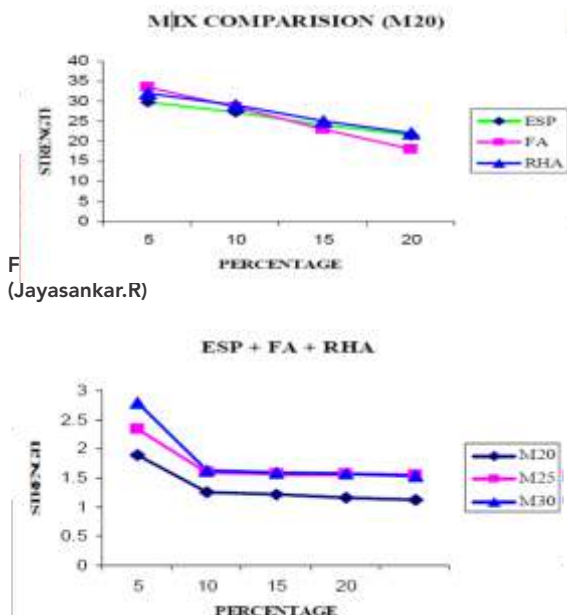 MIX COMPARISION (M20)
40
35
30
25
20
15
10
5
0
STRENGTH
5 10 15 20
PERCENTAGE
ESP
FA
RHA
F
(Jayasankar.R)
ESP + FA + RHA
3
2.5
2
1.5
1
0.5
0
STRENGTH
5 10 15 20
PERCENTAGE
M20
M25
M30